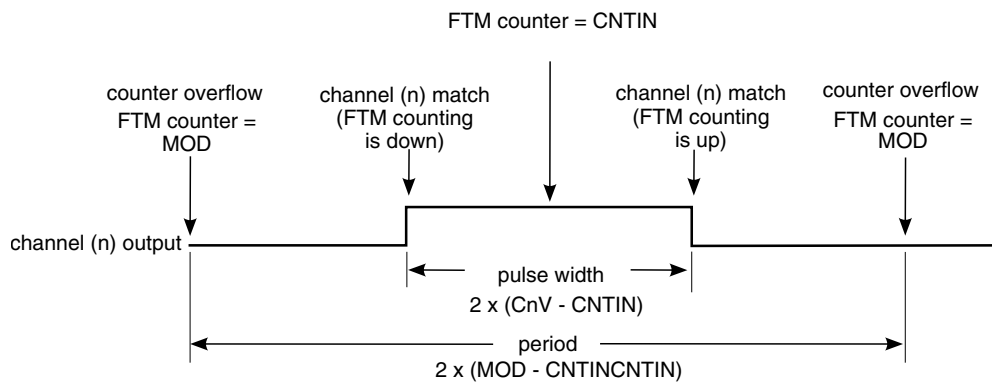 FTM counter = CNTIN
counter overflow
FTM counter =
MOD
channel (n) match
(FTM counting
is down)
channel (n) match
(FTM counting
is up)
counter overflow
FTM counter =
MOD
channel (n) output
pulse width
2 x (CnV - CNTIN)
period
2 x (MOD - CNTINCNTIN)